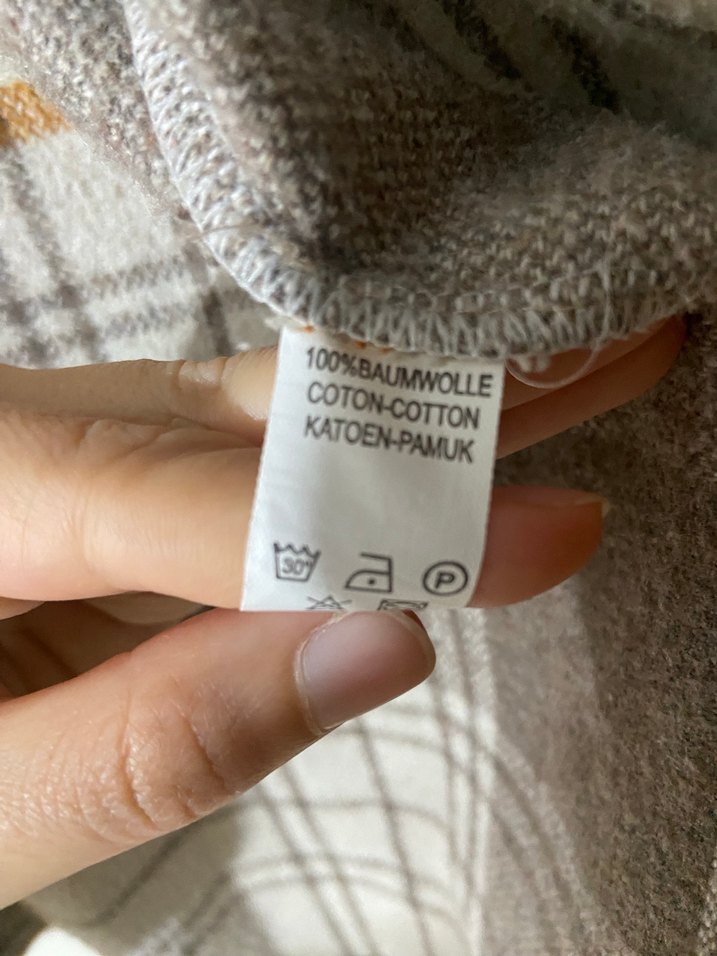 100%BAUMWOLLE
COTON-COTTON
KATOEN-PAMUK
30°
P